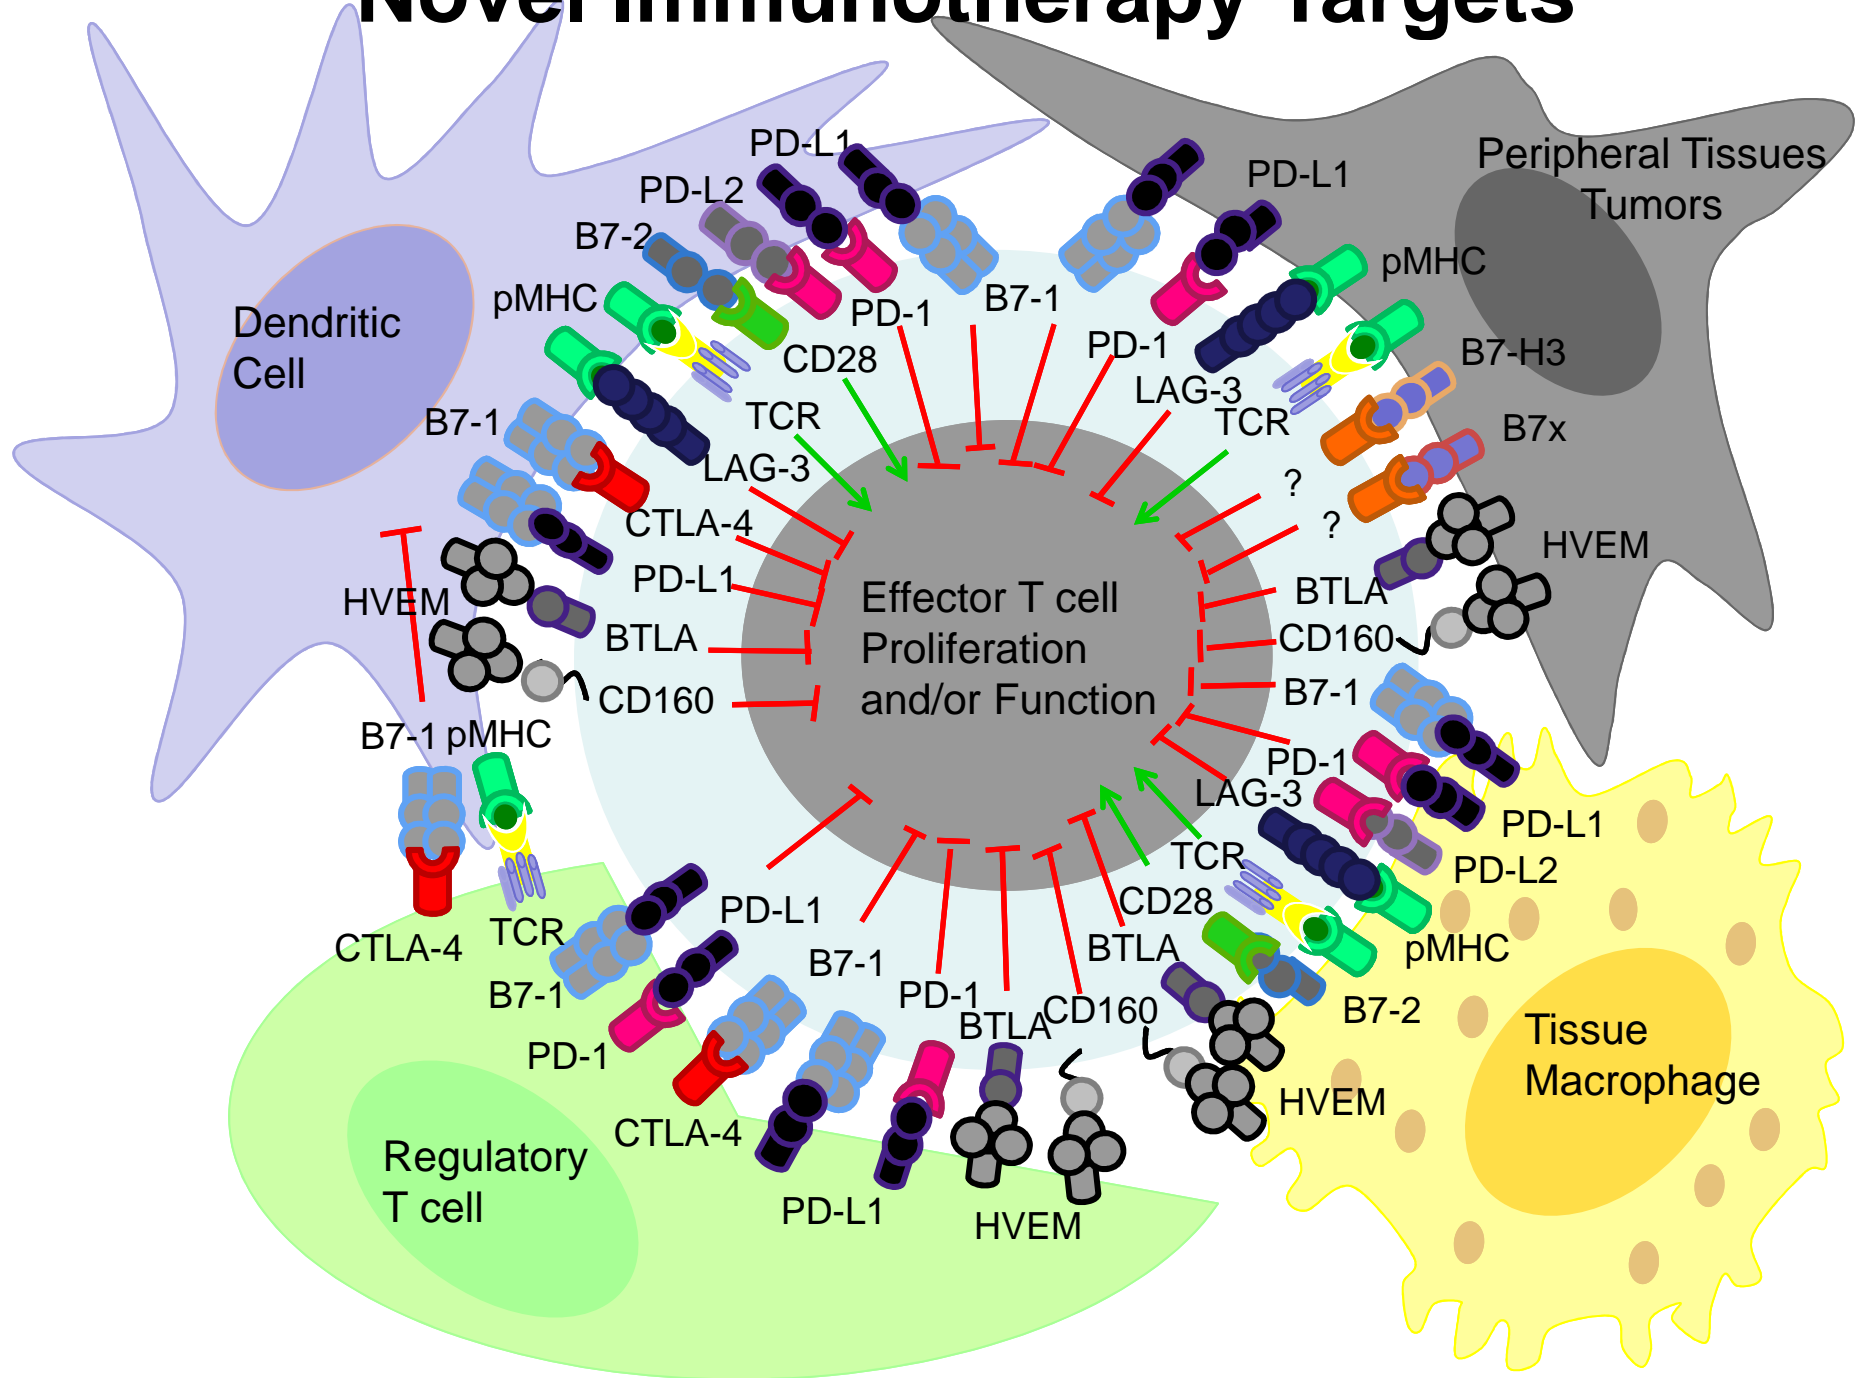 Novel Immunotherapy Targets
PD-L1
PD-L2
B7-2
pMHC
Dendritic
Cell
B7-1
HVEM
PD-1
B7-1
CD28
TCR
LAG-3
CTLA-4
PD-L1
BTLA
CD160
Peripheral Tissues
Tumors
PD-L1
pMHC
B7-H3
B7x
HVEM
PD-1
LAG-3
TCR
?
?
BTLA
CD160
B7-1
PD-1
LAG-3
TCR
CD28
BTLA
Effector T cell
Proliferation
and/or Function
B7-1
pMHC
CTLA-4
TCR
B7-1
PD-1
CTLA-4
PD-L1
HVEM
PD-L1
B7-1
PD-1
BTLA
CD160
Regulatory
T cell
PD-L1
PD-L2
pMHC
B7-2
HVEM
Tissue
Macrophage